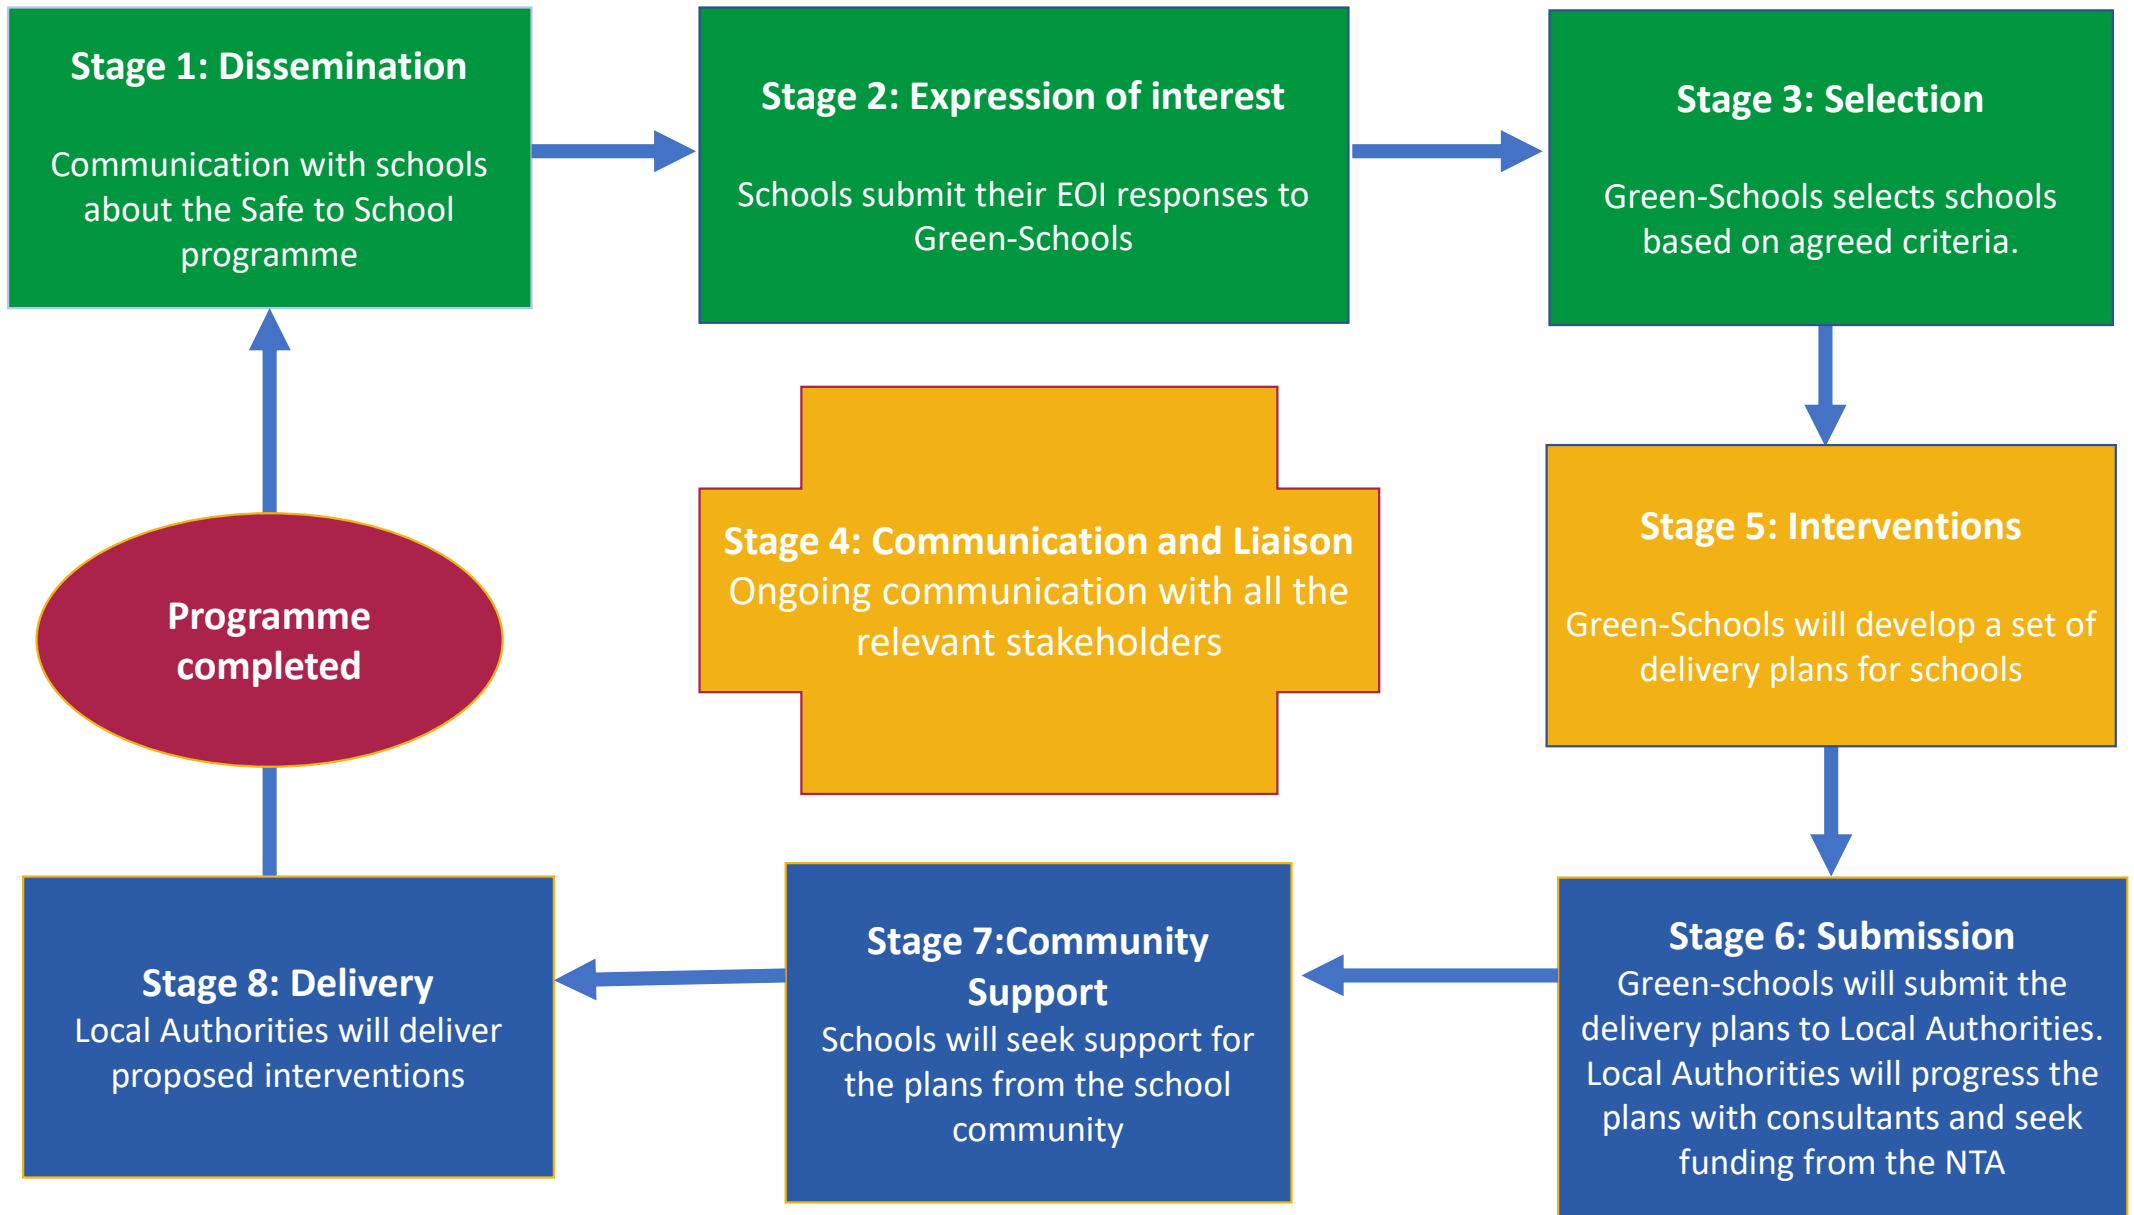 Stage 1: Dissemination
Communication with schools
about the Safe to School
programme
Stage 2: Expression of interest
Schools submit their EOI responses to
Green-Schools
Stage 3: Selection
Green-Schools selects schools
based on agreed criteria.
Stage 4: Communication and Liaison
Ongoing communication with all the
relevant stakeholders
Stage 5: Interventions
Green-Schools will develop a set of
delivery plans for schools
Stage 6: Submission
Green-schools will submit the
delivery plans to Local Authorities.
Local Authorities will progress the
plans with consultants and seek
funding from the NTA
Stage 7:Community
Support
Schools will seek support for
the plans from the school
community
Stage 8: Delivery
Local Authorities will deliver
proposed interventions
Programme
completed